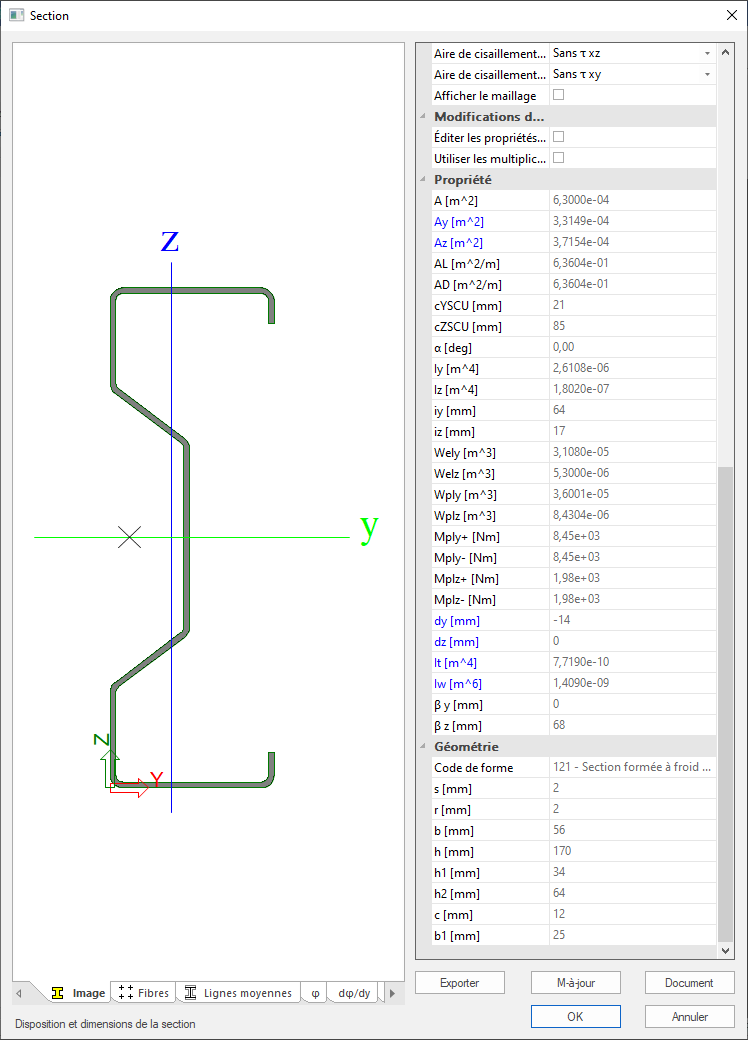 Section
Z
y
Z
Y
Image
Fibres
Lignes moyennes
φ
dφ/dy
Disposition et dimensions de la section
Aire de cisaillement... Sans τ xz
Aire de cisaillement... Sans τ xy
Afficher le maillage
Modifications d...
Éditer les propriétés...
Utiliser les multiplic...
Propriété
A [m^2] 6,3000e-04
Ay [m^2] 3,3149e-04
Az [m^2] 3,7154e-04
AL [m^2/m] 6,3604e-01
AD [m^2/m] 6,3604e-01
cYSCU [mm] 21
cZSCU [mm] 85
α [deg] 0,00
Iy [m^4] 2,6108e-06
Iz [m^4] 1,8020e-07
iy [mm] 64
iz [mm] 17
Wely [m^3] 3,1080e-05
Welz [m^3] 5,3000e-06
Wply [m^3] 3,6001e-05
Wplz [m^3] 8,4304e-06
Mply+ [Nm] 8,45e+03
Mply- [Nm] 8,45e+03
Mplz+ [Nm] 1,98e+03
Mplz- [Nm] 1,98e+03
dy [mm] -14
dz [mm] 0
It [m^4] 7,7190e-10
Iw [m^6] 1,4090e-09
β y [mm] 0
β z [mm] 68
Géométrie
Code de forme 121 - Section formée à froid ...
s [mm] 2
r [mm] 2
b [mm] 56
h [mm] 170
h1 [mm] 34
h2 [mm] 64
c [mm] 12
b1 [mm] 25
Exporter
M-à-jour
Document
OK
Annuler